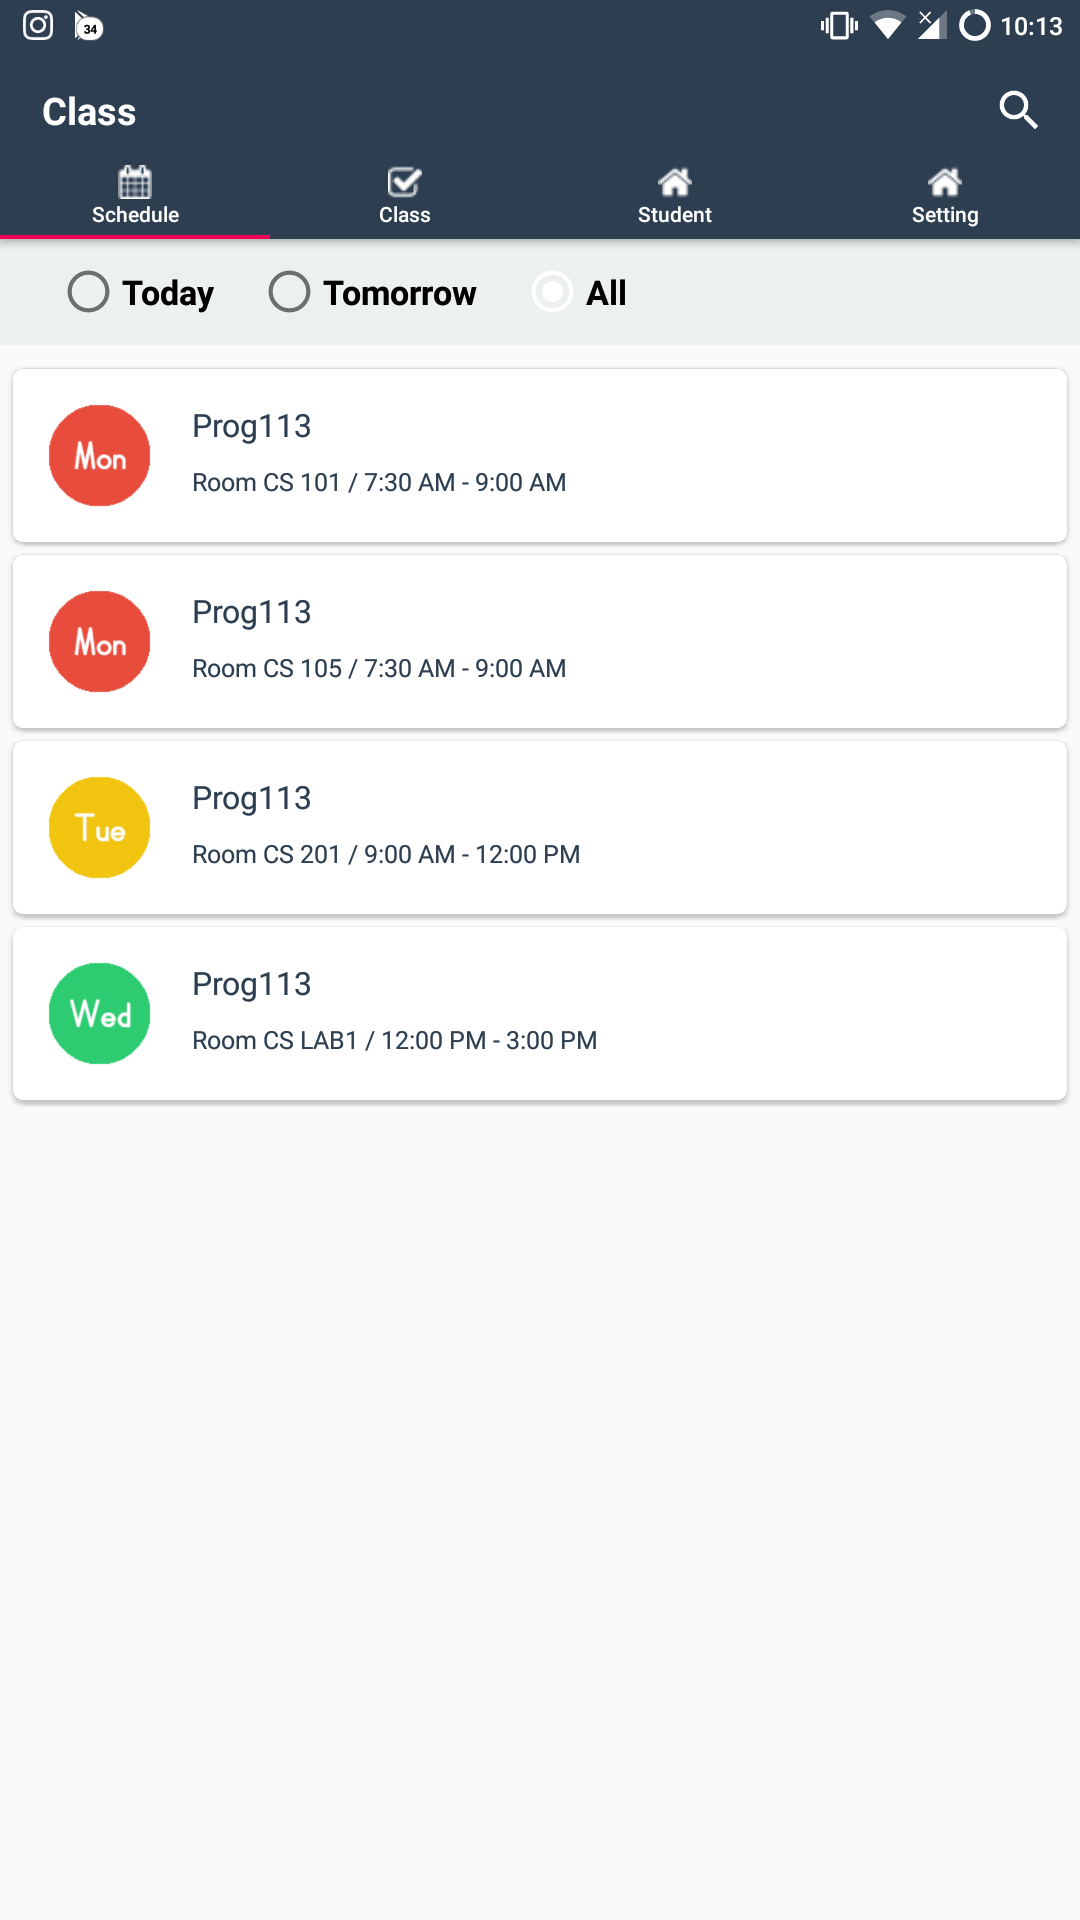 34
10:13
Class
Schedule Class Student Setting
Today Tomorrow All
Mon
Prog113
Room CS 101 / 7:30 AM - 9:00 AM
Mon
Prog113
Room CS 105 / 7:30 AM - 9:00 AM
Tue
Prog113
Room CS 201 / 9:00 AM - 12:00 PM
Wed
Prog113
Room CS LAB1 / 12:00 PM - 3:00 PM